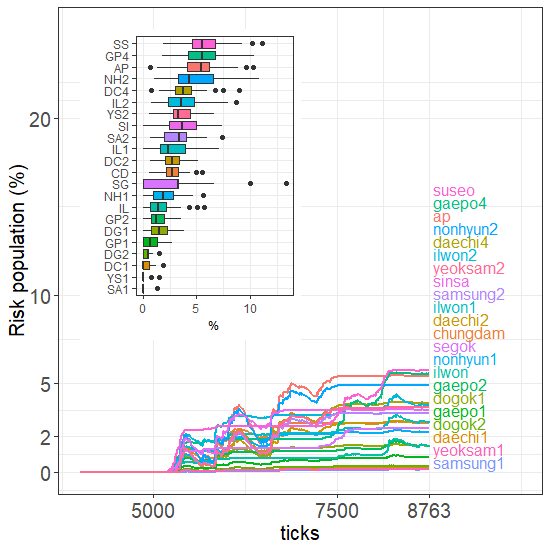 Risk population (%)
20
10
5
2
0
SS
GP4
AP
NH2
DC4
IL2
YS2
SI
SA2
IL1
DC2
CD
SG
NH1
IL
GP2
DG1
GP1
DG2
DC1
YS1
SA1
0 5 10
%
suseo
gaepo4
ap
nonhyun2
daechi4
ilwon2
yeoksam2
sinsa
samsung2
ilwon1
daechi2
chungdam
segok
nonhyun1
ilwon
gaepo2
dogok1
gaepo1
dogok2
daechi1
yeoksam1
samsung1
5000 7500 8763
ticks